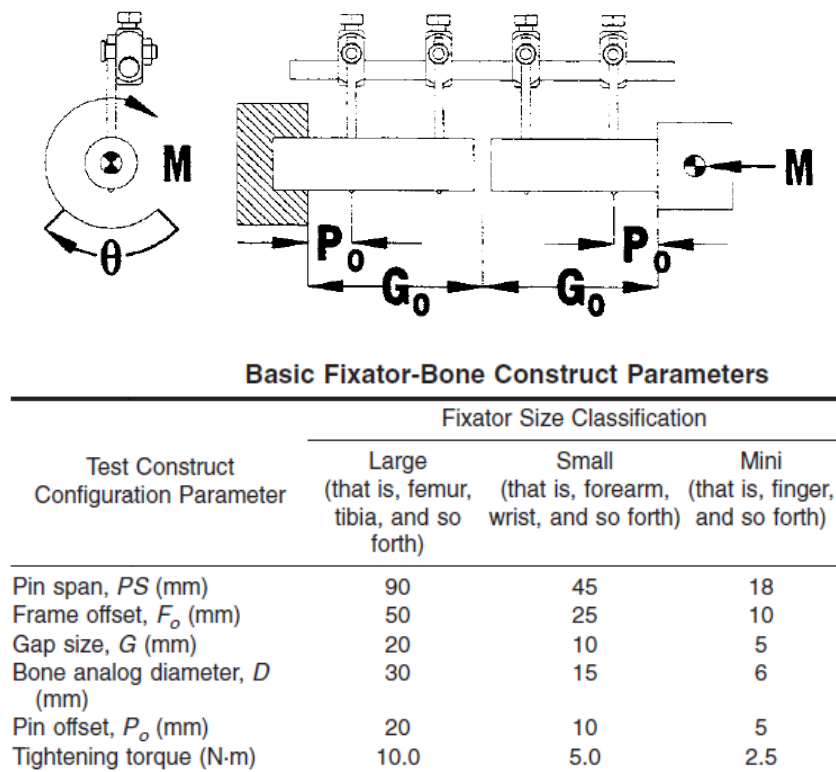 M
θ
M
P₀
P₀
G₀
G₀
Basic Fixator-Bone Construct Parameters
Fixator Size Classification
Test Construct
Configuration Parameter
Large
(that is, femur,
tibia, and so
forth)
Small
(that is, forearm,
wrist, and so forth)
Mini
(that is, finger,
and so forth)
Pin span, PS (mm) 90 45 18
Frame offset, Fₒ (mm) 50 25 10
Gap size, G (mm) 20 10 5
Bone analog diameter, D
(mm) 30 15 6
Pin offset, Pₒ (mm) 20 10 5
Tightening torque (N·m) 10.0 5.0 2.5